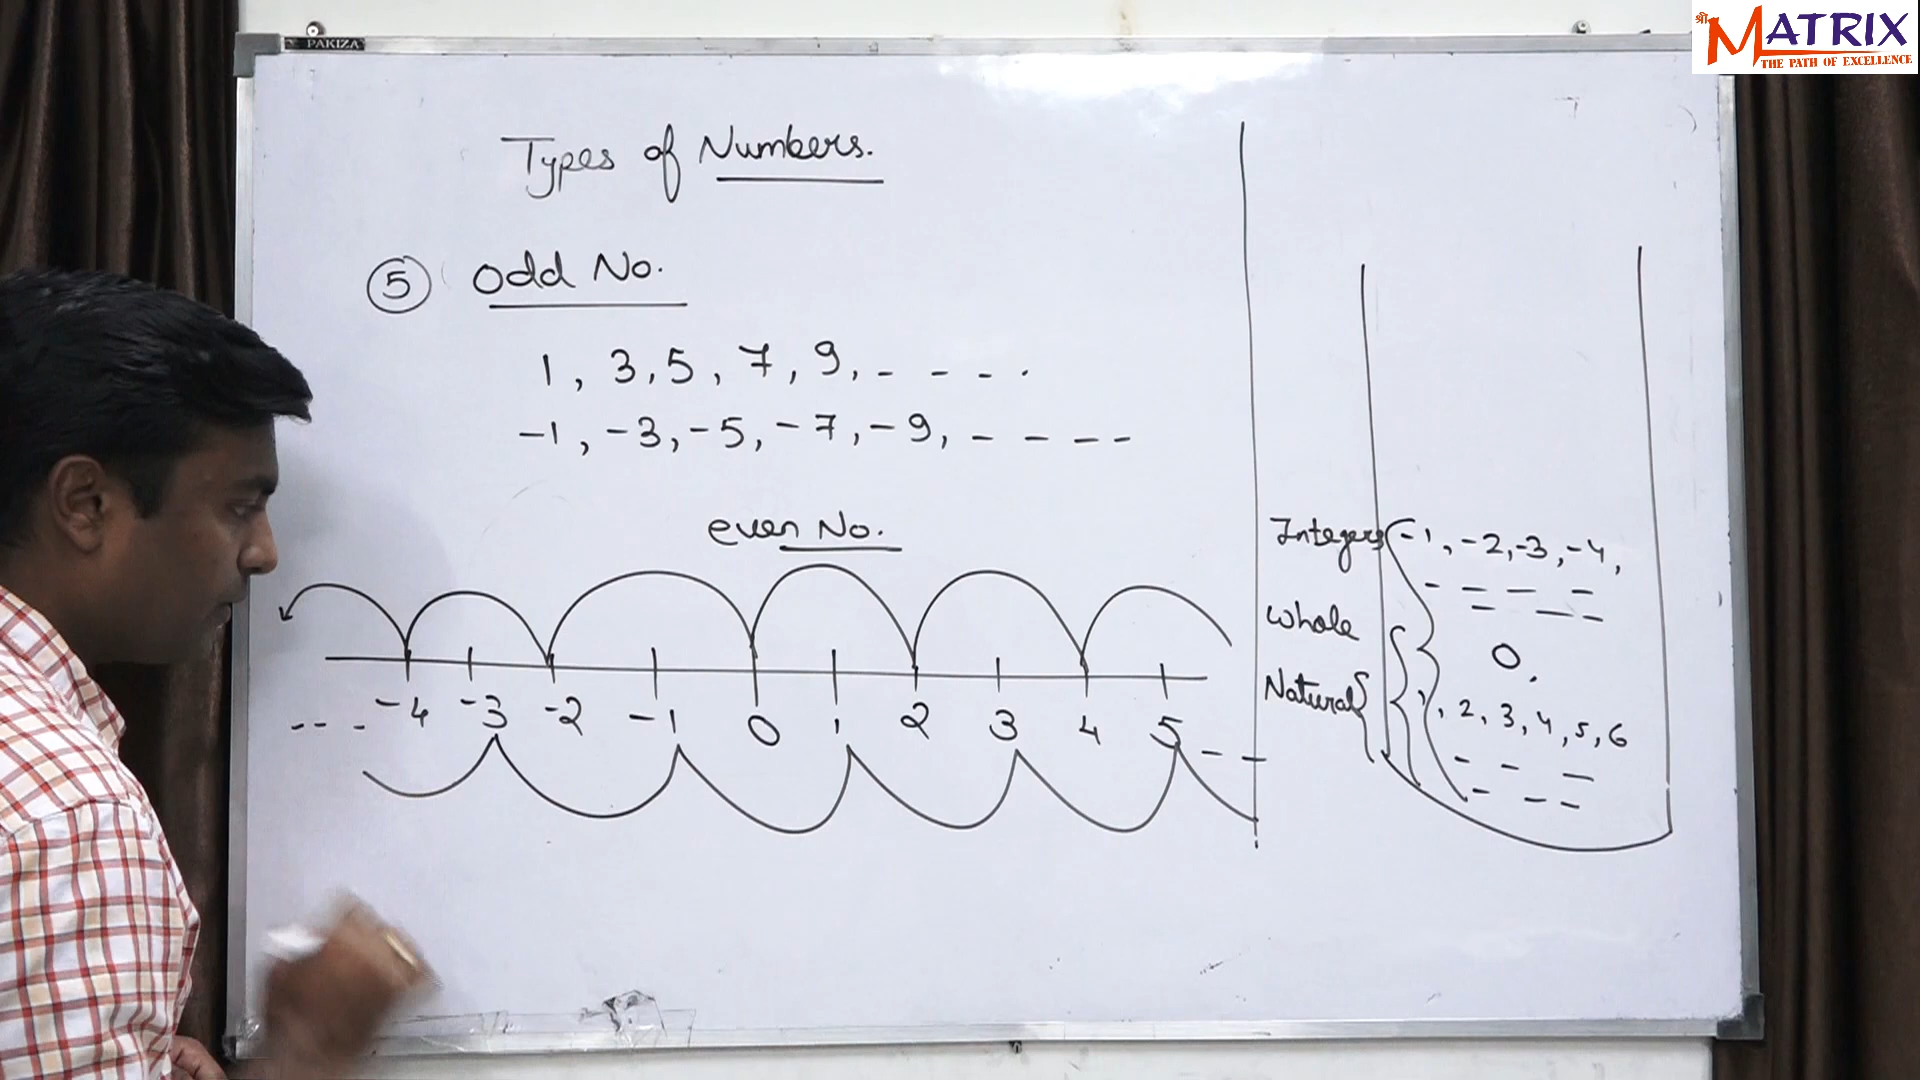 PAKIZA
श्री MATRIX
THE PATH OF EXCELLENCE
Types of Numbers.
5 Odd No.
1, 3, 5, 7, 9, - - - .
-1, -3, -5, -7, -9, - - - -
even No.
- - - -4 -3 -2 -1 0 1 2 3 4 5 - -
Integers -1, -2, -3, -4,
- - - -
- - -
Whole 0,
Natural 1, 2, 3, 4, 5, 6
- - -
- - -